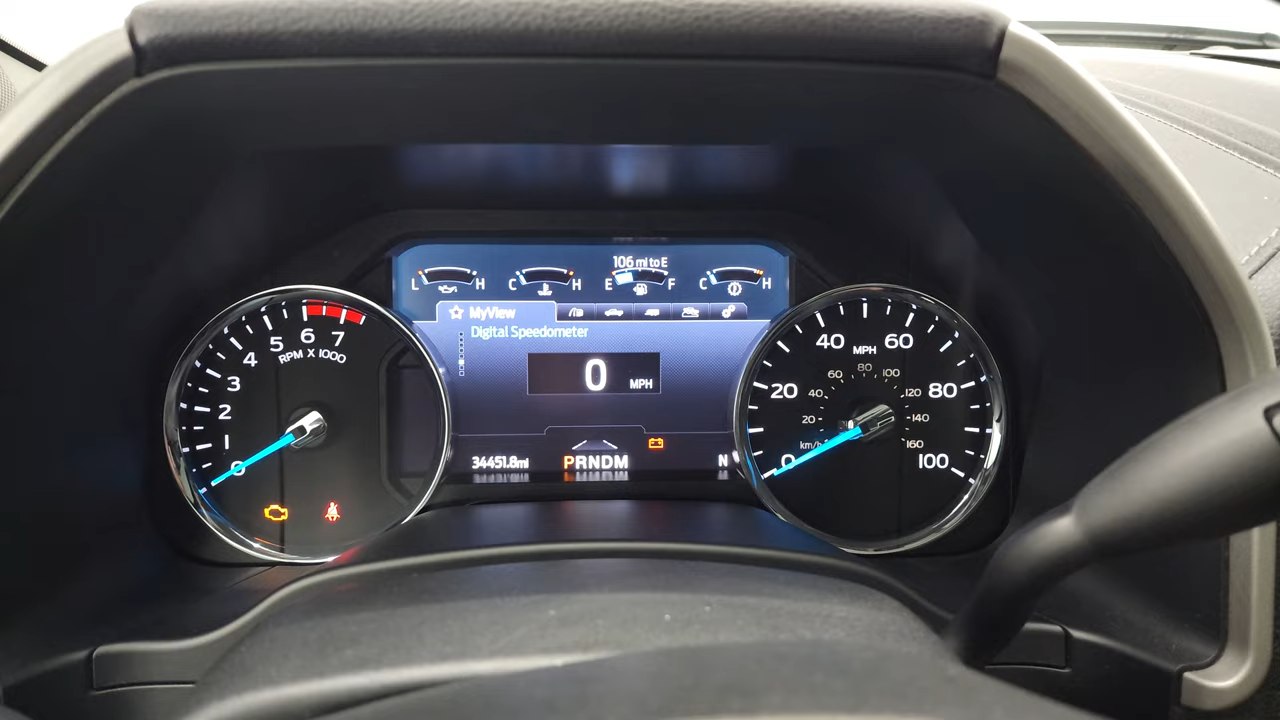 106 mi to E
L H
C H
E F
C H
MyView
Digital Speedometer
0 MPH
34451.8mi
PRNDM
N
0
1
2
3
4
5
6
7
RPM X 1000
0
20
40
60
80
100
MPH
km/h
20
40
60
80
100
120
140
160